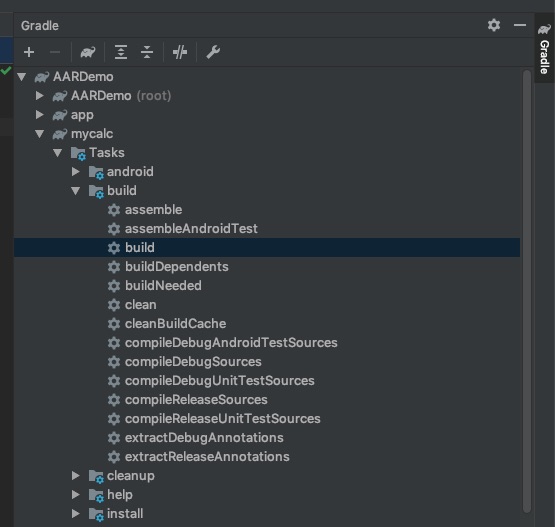 Gradle
Gradle
AARDemo
AARDemo (root)
app
mycalc
Tasks
android
build
assemble
assembleAndroidTest
build
buildDependents
buildNeeded
clean
cleanBuildCache
compileDebugAndroidTestSources
compileDebugSources
compileDebugUnitTestSources
compileReleaseSources
compileReleaseUnitTestSources
extractDebugAnnotations
extractReleaseAnnotations
cleanup
help
install